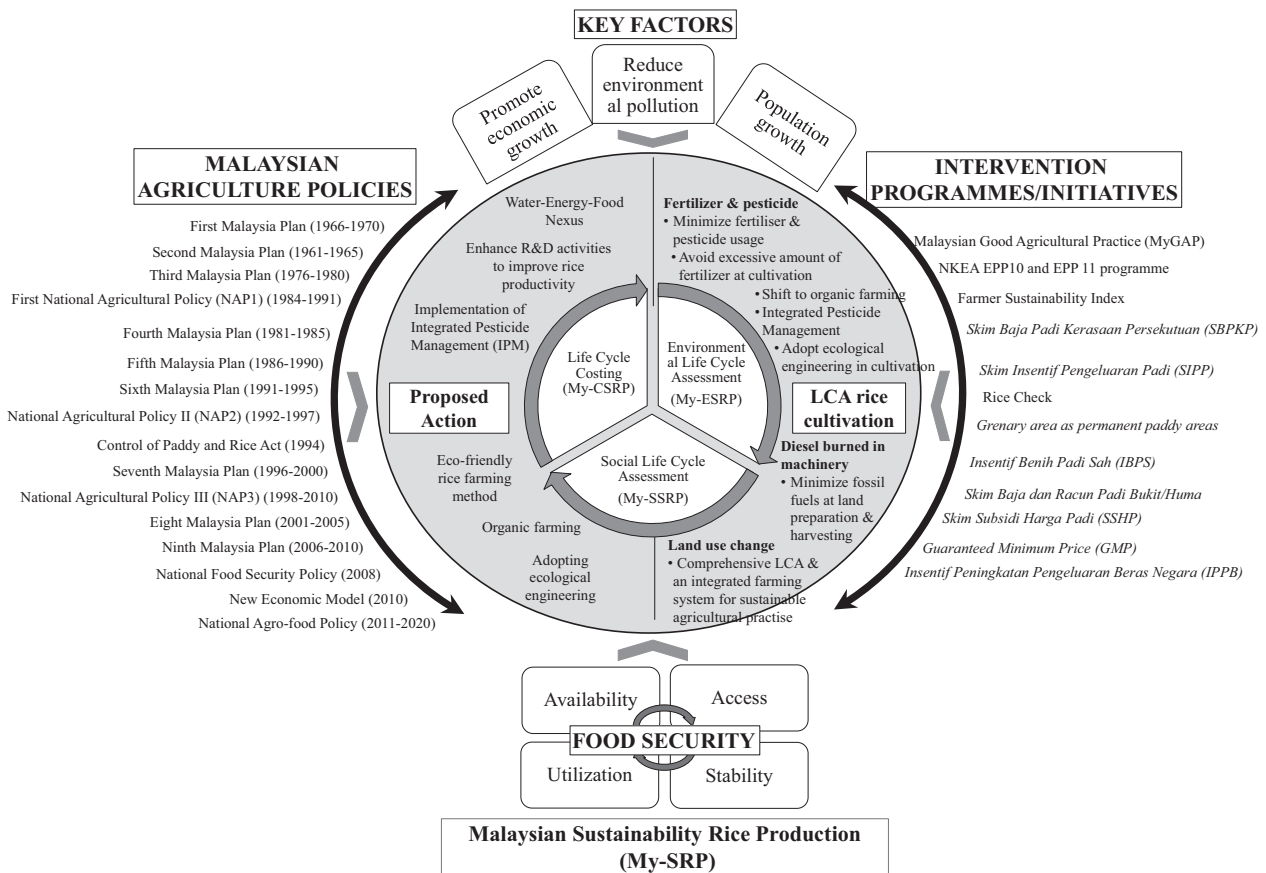 KEY FACTORS
Promote
economic
growth
Reduce
environment
al pollution
Population
growth
MALAYSIAN
AGRICULTURE POLICIES
First Malaysia Plan (1966-1970)
Second Malaysia Plan (1961-1965)
Third Malaysia Plan (1976-1980)
First National Agricultural Policy (NAP1) (1984-1991)
Fourth Malaysia Plan (1981-1985)
Fifth Malaysia Plan (1986-1990)
Sixth Malaysia Plan (1991-1995)
National Agricultural Policy II (NAP2) (1992-1997)
Control of Paddy and Rice Act (1994)
Seventh Malaysia Plan (1996-2000)
National Agricultural Policy III (NAP3) (1998-2010)
Eight Malaysia Plan (2001-2005)
Ninth Malaysia Plan (2006-2010)
National Food Security Policy (2008)
New Economic Model (2010)
National Agro-food Policy (2011-2020)
Water-Energy-Food
Nexus
Enhance R&D activities
to improve rice
productivity
Implementation of
Integrated Pesticide
Management (IPM)
Proposed
Action
Eco-friendly
rice farming
method
Organic farming
Adopting
ecological
engineering
Life Cycle
Costing
(My-CSRP)
Environment
al Life Cycle
Assessment
(My-ESRP)
Social Life Cycle
Assessment
(My-SSRP)
Fertilizer & pesticide
• Minimize fertiliser &
pesticide usage
• Avoid excessive amount of
fertilizer at cultivation
• Shift to organic farming
• Integrated Pesticide
Management
• Adopt ecological
engineering in cultivation
LCA rice
cultivation
Diesel burned in
machinery
• Minimize fossil
fuels at land
preparation &
harvesting
Land use change
• Comprehensive LCA &
an integrated farming
system for sustainable
agricultural practise
INTERVENTION
PROGRAMMES/INITIATIVES
Malaysian Good Agricultural Practice (MyGAP)
NKEA EPP10 and EPP 11 programme
Farmer Sustainability Index
Skim Baja Padi Kerasaan Persekutuan (SBPKP)
Skim Insentif Pengeluaran Padi (SIPP)
Rice Check
Grenary area as permanent paddy areas
Insentif Benih Padi Sah (IBPS)
Skim Baja dan Racun Padi Bukit/Huma
Skim Subsidi Harga Padi (SSHP)
Guaranteed Minimum Price (GMP)
Insentif Peningkatan Pengeluaran Beras Negara (IPPB)
Availability
Access
FOOD SECURITY
Utilization
Stability
Malaysian Sustainability Rice Production
(My-SRP)